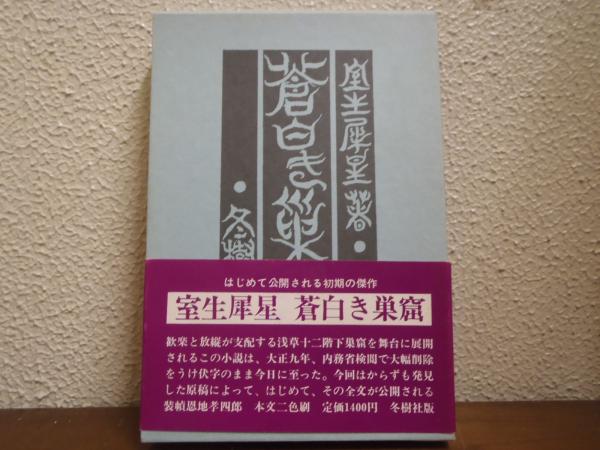 室生犀星著
蒼白き巣
冬樹
はじめて公開される初期の傑作
室生犀星 蒼白き巣窟
歓楽と放縦が支配する浅草十二階下巣窟を舞台に展開
されるこの小説は、大正九年、内務省検閲で大幅削除
をうけ伏字のまま今日に至った。今回はからずも発見
した原稿によって、はじめて、その全文が公開される
装幀恩地孝四郎 本文二色刷 定価1400円 冬樹社版